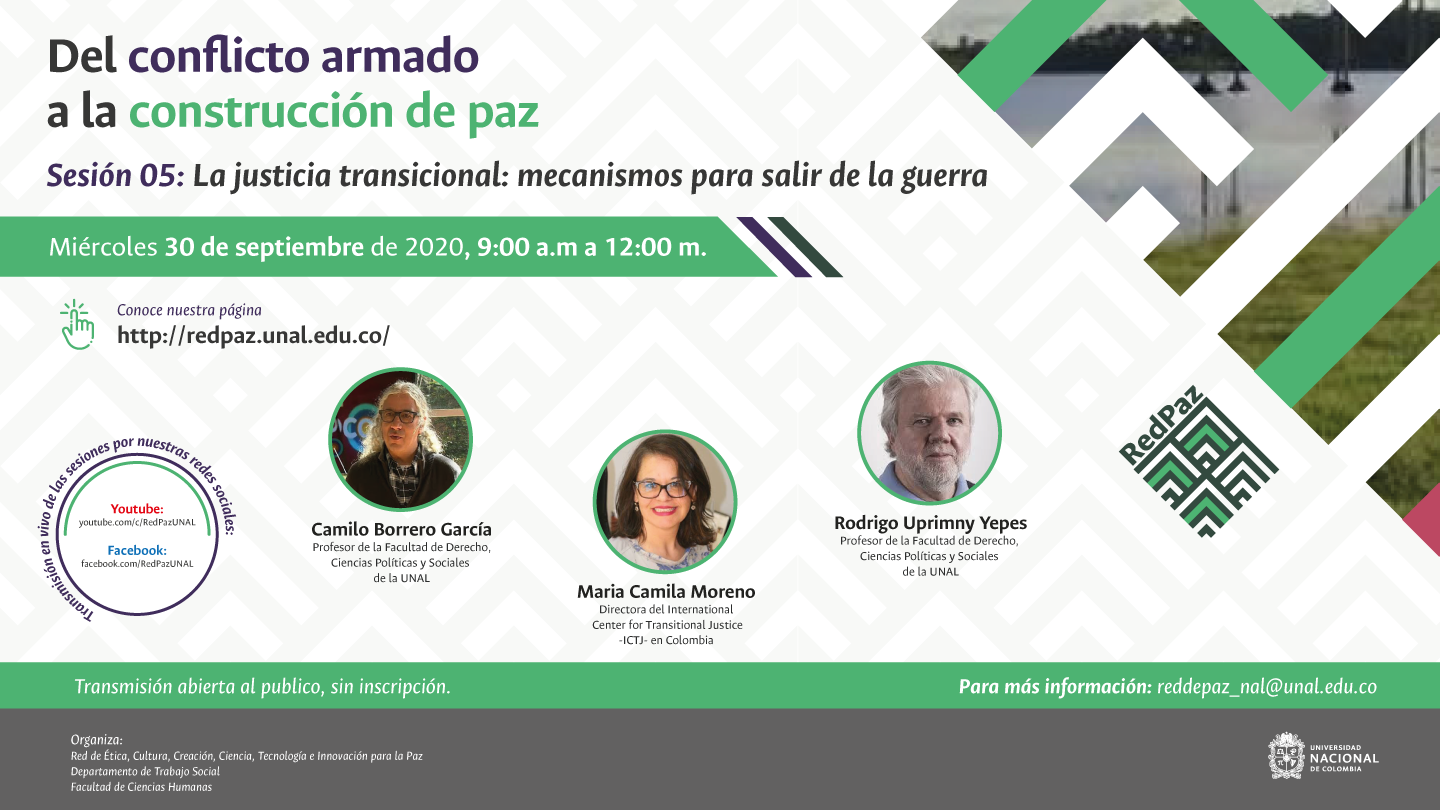 Del conflicto armado
a la construcción de paz
Sesión 05: La justicia transicional: mecanismos para salir de la guerra
Miércoles 30 de septiembre de 2020, 9:00 a.m a 12:00 m.
Conoce nuestra página
http://redpaz.unal.edu.co/
Transmisión en vivo de las sesiones por nuestras redes sociales:
Youtube:
youtube.com/c/RedPazUNAL
Facebook:
facebook.com/RedPazUNAL
Camilo Borrero García
Profesor de la Facultad de Derecho,
Ciencias Políticas y Sociales
de la UNAL
Maria Camila Moreno
Directora del International
Center for Transitional Justice
-ICTJ- en Colombia
Rodrigo Uprimny Yepes
Profesor de la Facultad de Derecho,
Ciencias Políticas y Sociales
de la UNAL
RedPaz
Transmisión abierta al publico, sin inscripción.
Para más información: reddepaz_nal@unal.edu.co
Organiza:
Red de Ética, Cultura, Creación, Ciencia, Tecnología e Innovación para la Paz
Departamento de Trabajo Social
Facultad de Ciencias Humanas
UNIVERSIDAD
NACIONAL
DE COLOMBIA